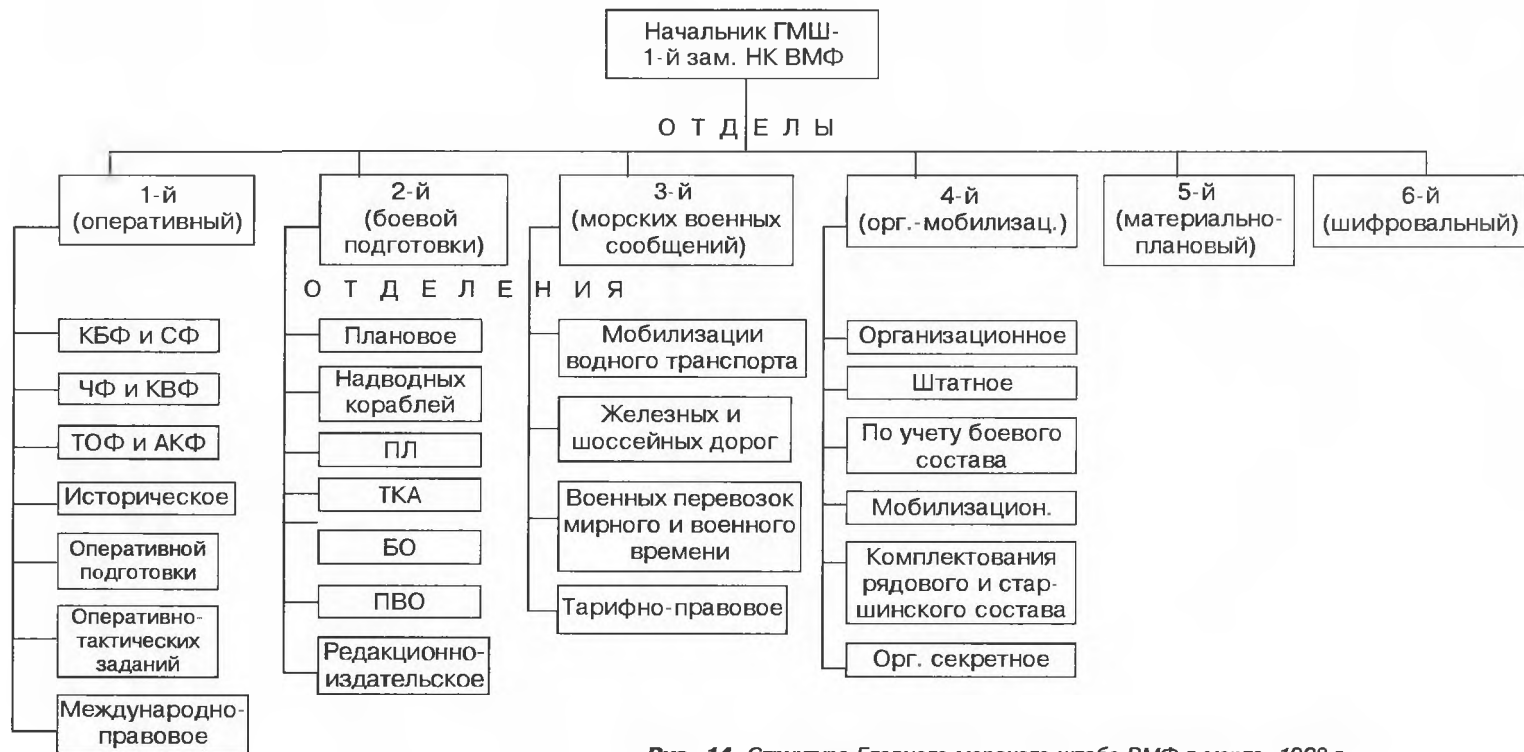 Начальник ГМШ-
1-й зам. НК ВМФ
ОТДЕЛЫ
1-й
(оперативный)
2-й
(боевой
подготовки)
3-й
(морских военных
сообщений)
4-й
(орг.-мобилизац.)
5-й
(материально-
плановый)
6-й
(шифровальный)
ОТДЕЛЕНИЯ
КБФ и СФ
ЧФ и КВФ
ТОФ и АКФ
Историческое
Оперативной
подготовки
Оперативно-
тактических
заданий
Международно-
правовое
Плановое
Надводных
кораблей
ПЛ
ТКА
БО
ПВО
Редакционно-
издательское
Мобилизации
водного транспорта
Железных и
шоссейных дорог
Военных перевозок
мирного и военного
времени
Тарифно-правовое
Организационное
Штатное
По учету боевого
состава
Мобилизацион.
Комплектования
рядового и стар-
шинского состава
Орг. секретное